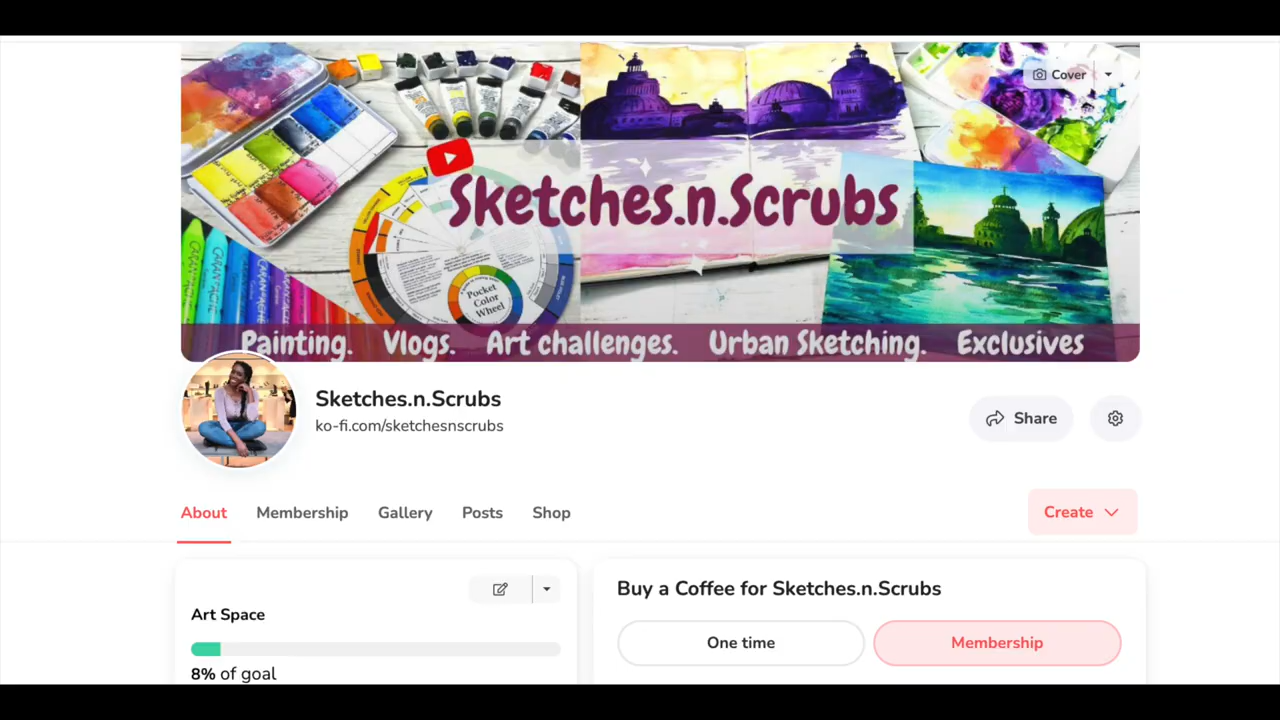 Cover
Sketches.n.Scrubs
CARAN D'ACHE
Pocket
Color
Wheel
Painting. Vlogs. Art challenges. Urban Sketching. Exclusives
Sketches.n.Scrubs
ko-fi.com/sketchesnscrubs
Share
About Membership Gallery Posts Shop
Create
Buy a Coffee for Sketches.n.Scrubs
Art Space
One time Membership
8% of goal